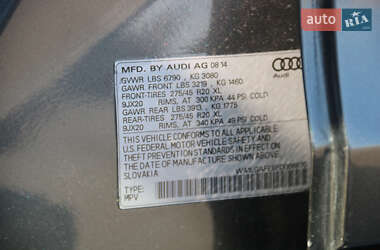 RIA.com
MFD. BY AUDI AG 08 14
Audi
GVWR LBS 6790 , KG 3080
GAWR FRONT LBS 3219 , KG 1460
FRONT-TIRES 275/45 R20 XL
9JX20 RIMS, AT 300 KPA 44 PSI COLD
GAWR REAR LBS 3913 , KG 1775
REAR-TIRES 275/45 R20 XL
9JX20 RIMS, AT 340 KPA 49 PSI COLD
THIS VEHICLE CONFORMS TO ALL APPLICABLE
U.S. FEDERAL MOTOR VEHICLE SAFETY AND
THEFT PREVENTION STANDARDS IN EFFECT ON
THE DATE OF MANUFACTURE SHOWN ABOVE.
SLOVAKIA
TYPE:
MPV